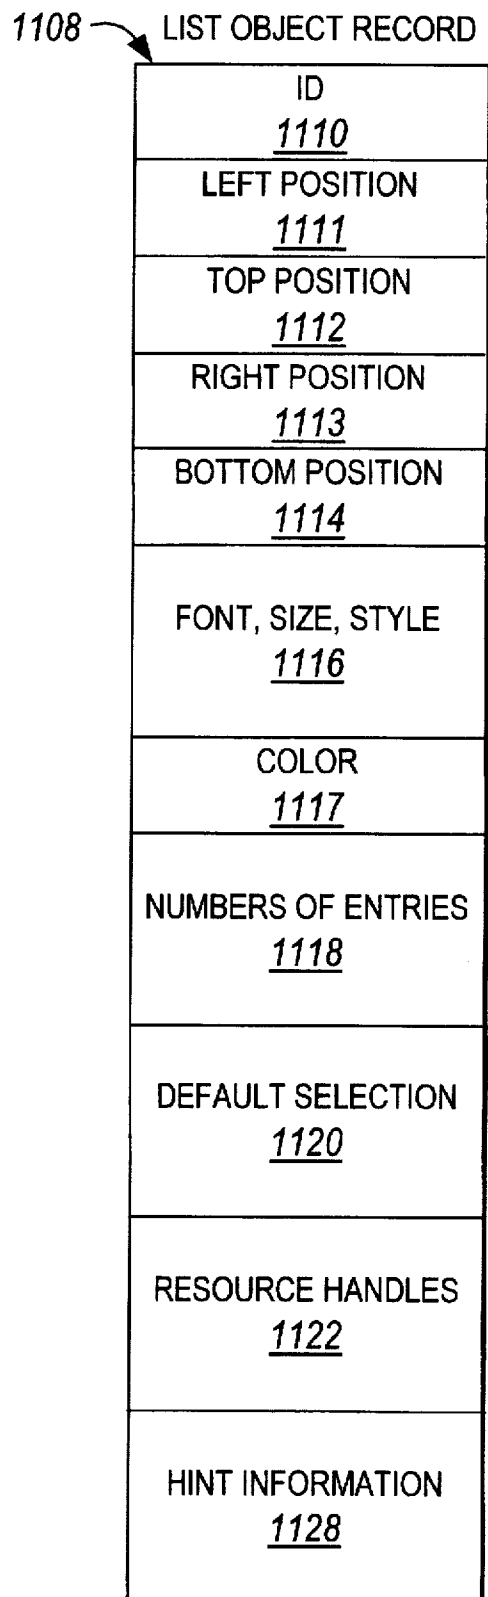 1108 LIST OBJECT RECORD
ID
1110
LEFT POSITION
1111
TOP POSITION
1112
RIGHT POSITION
1113
BOTTOM POSITION
1114
FONT, SIZE, STYLE
1116
COLOR
1117
NUMBERS OF ENTRIES
1118
DEFAULT SELECTION
1120
RESOURCE HANDLES
1122
HINT INFORMATION
1128